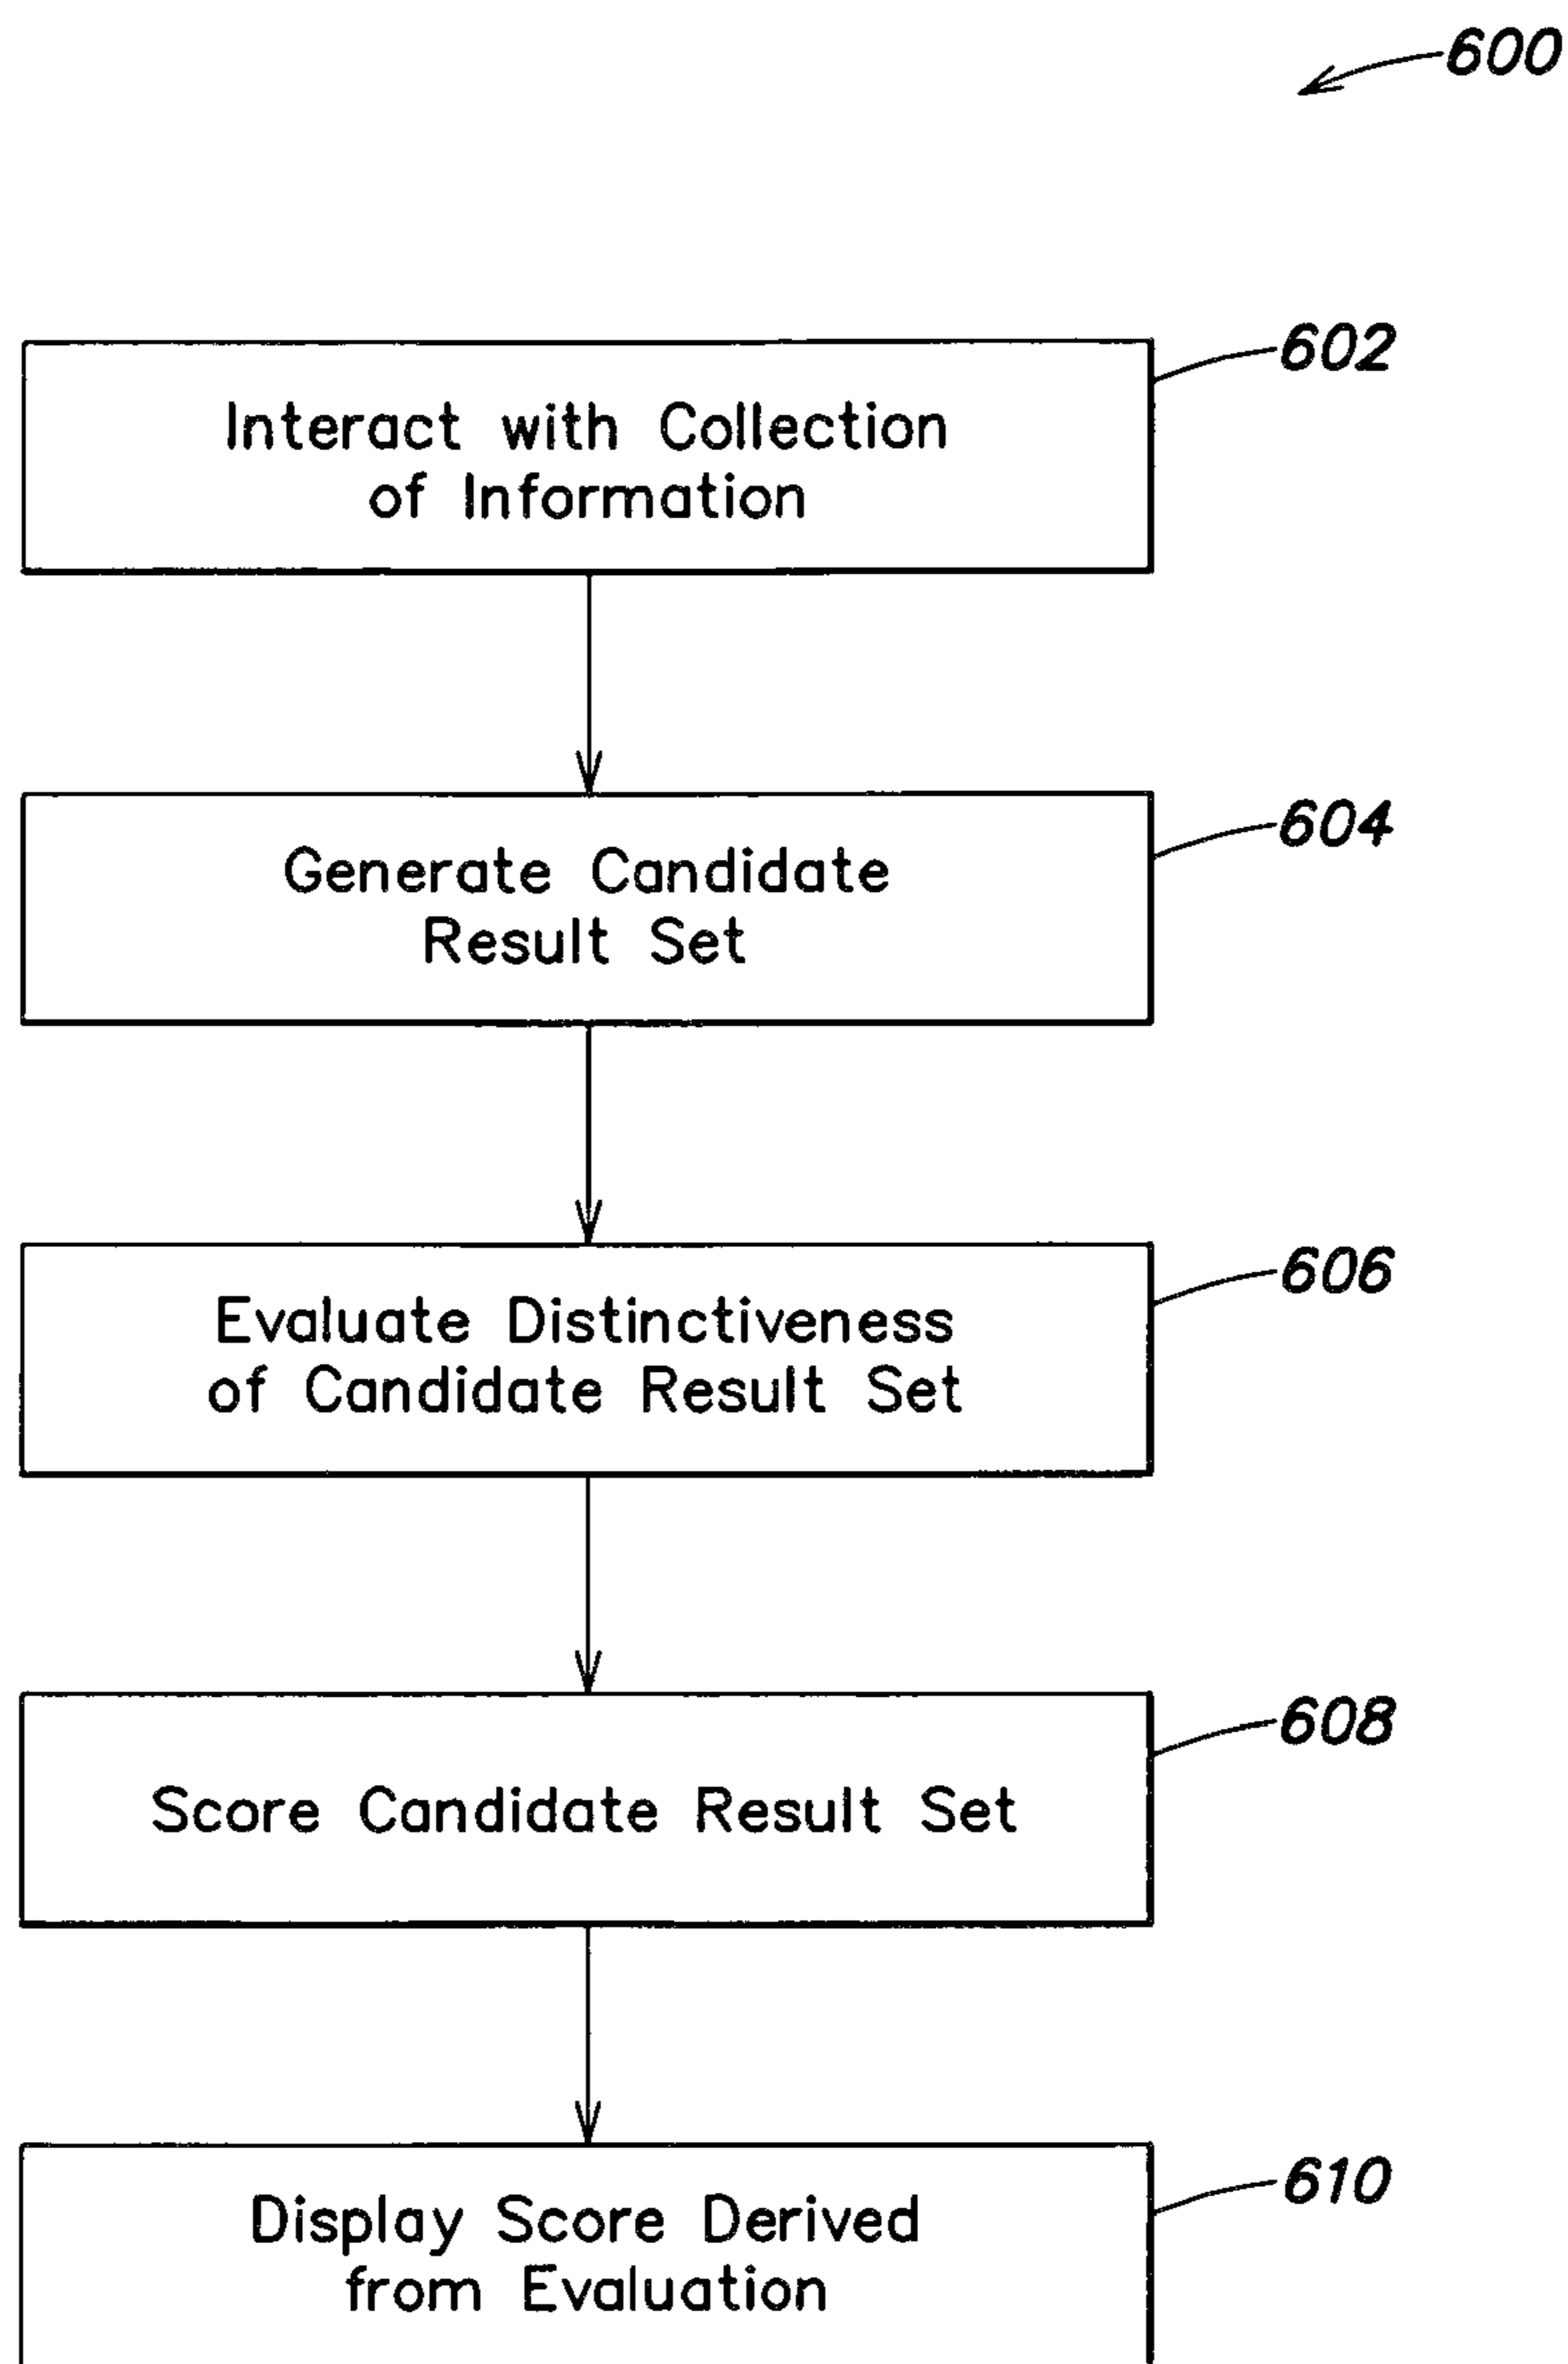 600
602
Interact with Collection
of Information
604
Generate Candidate
Result Set
606
Evaluate Distinctiveness
of Candidate Result Set
608
Score Candidate Result Set
610
Display Score Derived
from Evaluation